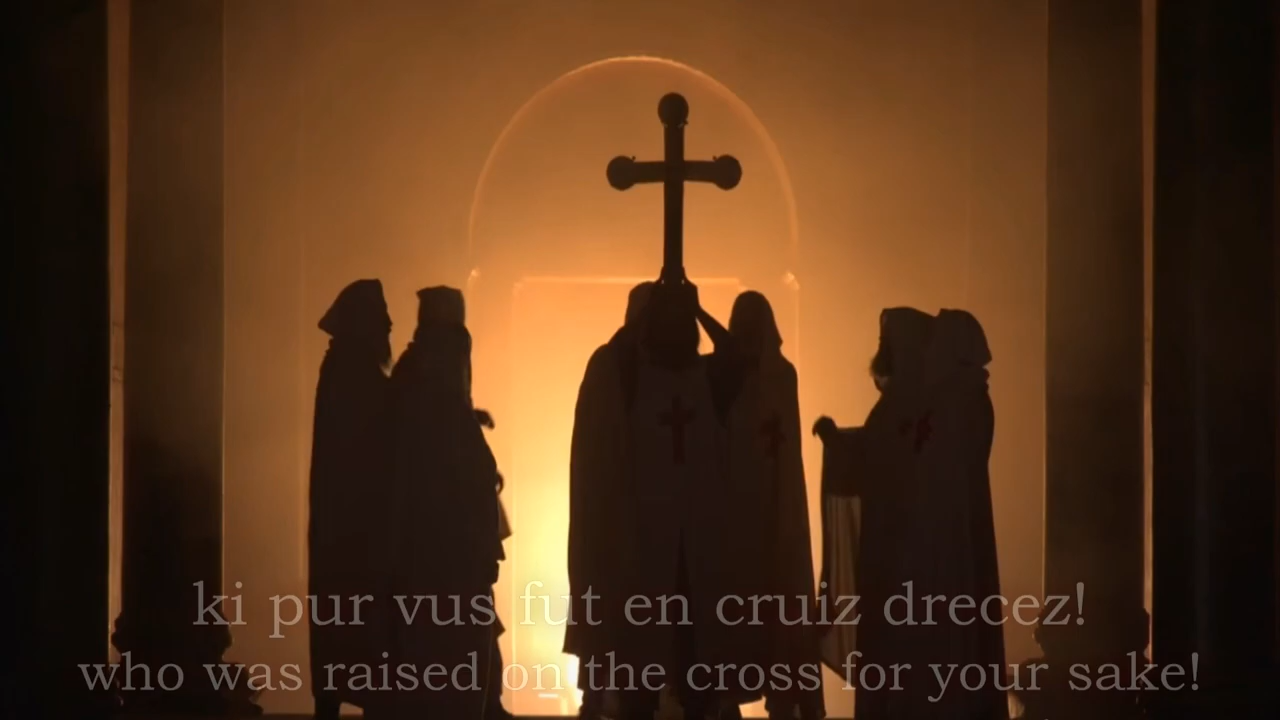 ki pur vus fut en cruiz drecez!
who was raised on the cross for your sake!